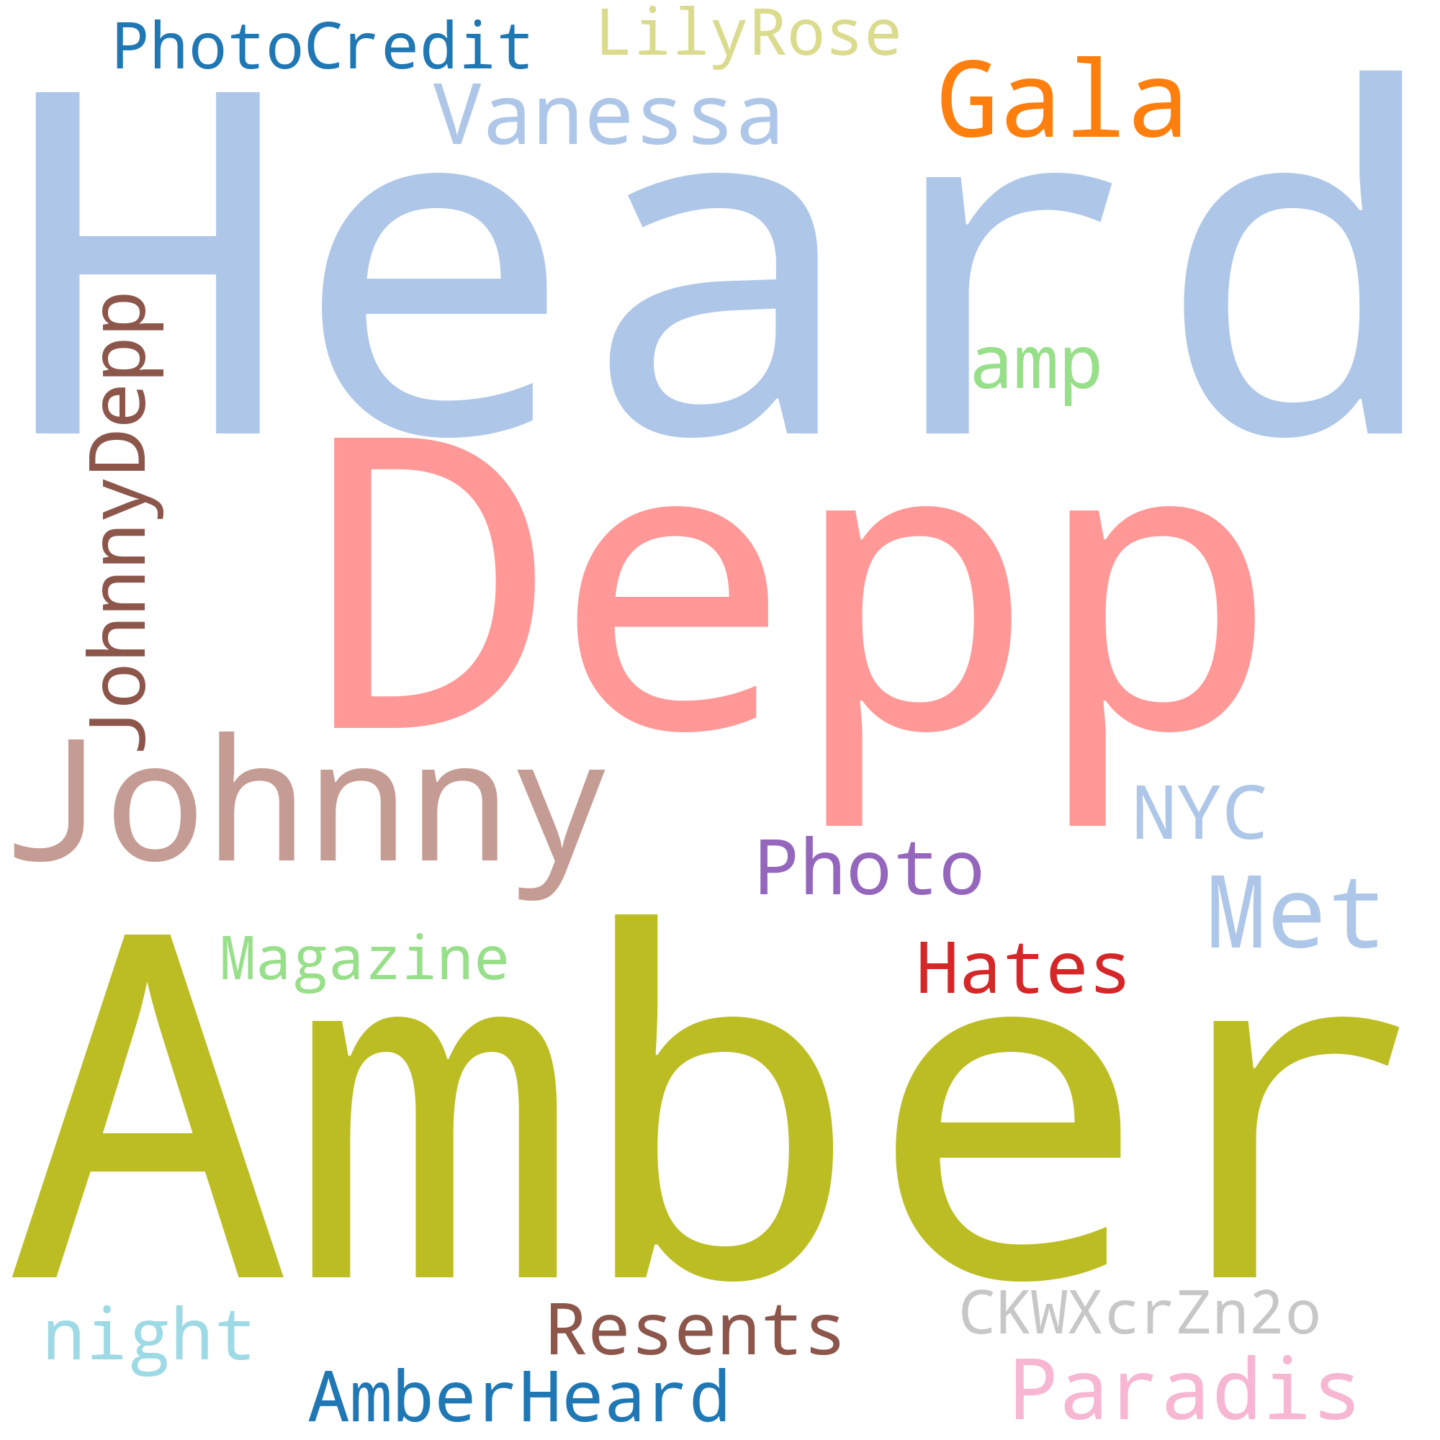 PhotoCredit
LilyRose
Vanessa
Gala
Heard
amp
JohnnyDepp
Depp
Johnny
NYC
Photo
Met
Magazine
Hates
Amber
night
Resents
CKWXcrZn2o
AmberHeard
Paradis